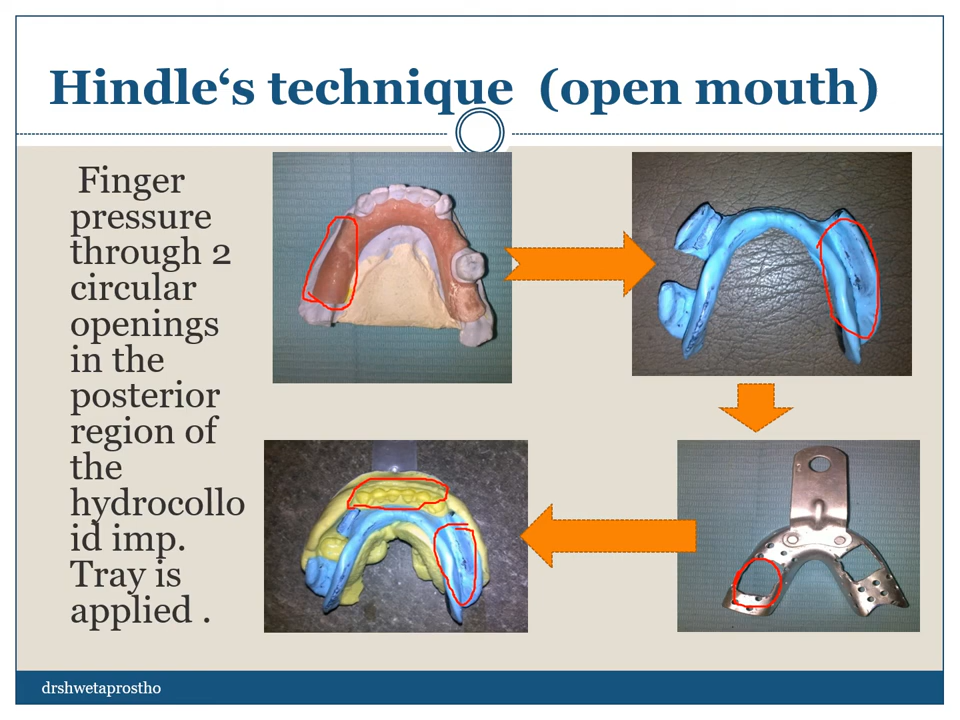 Hindle‘s technique  (open mouth)
Finger
pressure
through 2
circular
openings
in the
posterior
region of
the
hydrocollo
id imp.
Tray is
applied .
drshwetaprostho